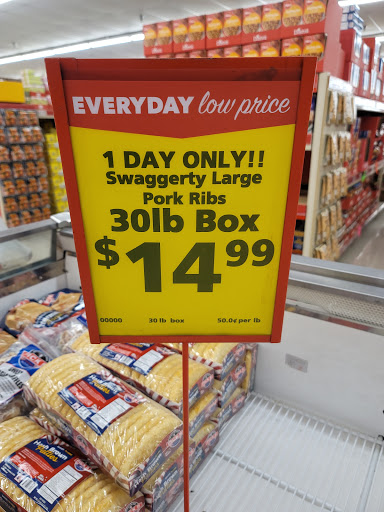 EVERYDAY low price
1 DAY ONLY!!
Swaggerty Large
Pork Ribs
30lb Box
$14 99
00000 30 lb box 50.0¢ per lb